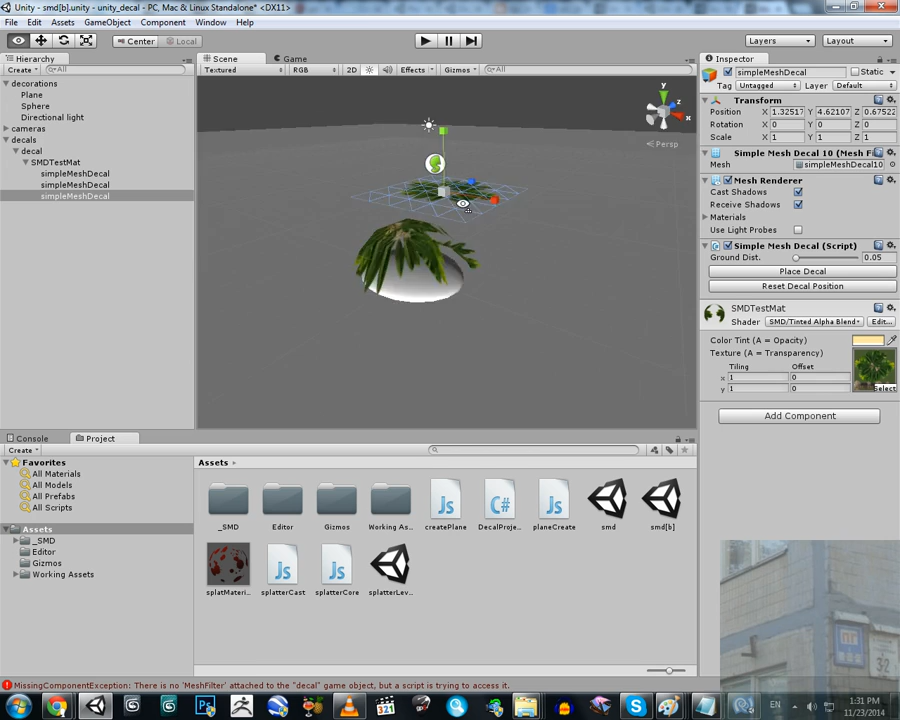 Unity - smd[b].unity - unity_decal - PC, Mac & Linux Standalone* <DX11>
File Edit Assets GameObject Component Window Help
Center Local Layers Layout
Hierarchy
Create All
decorations
Plane
Sphere
Directional light
cameras
decals
decal
SMDTestMat
simpleMeshDecal
simpleMeshDecal
simpleMeshDecal
Scene Game
Textured RGB 2D Effects Gizmos All
y
z
x
Persp
Inspector
simpleMeshDecal Static
Tag Untagged Layer Default
Transform
Position X 1.32517 Y 4.62107 Z 0.67522
Rotation X 0 Y 0 Z 0
Scale X 1 Y 1 Z 1
Simple Mesh Decal 10 (Mesh F
Mesh simpleMeshDecal10
Mesh Renderer
Cast Shadows
Receive Shadows
Materials
Use Light Probes
Simple Mesh Decal (Script)
Ground Dist. 0.05
Place Decal
Reset Decal Position
SMDTestMat
Shader SMD/Tinted Alpha Blend Edit...
Color Tint (A = Opacity)
Texture (A = Transparency)
Tiling Offset
x 1 0
y 1 0
Select
Add Component
Console Project
Create
Favorites
All Materials
All Models
All Prefabs
All Scripts
Assets
_SMD
Editor
Gizmos
Working Assets
Assets
_SMD Editor Gizmos Working As... createPlane DecalProje... planeCreate smd smd[b]
splatMateri... splatterCast splatterCore splatterLev...
MissingComponentException: There is no 'MeshFilter' attached to the "decal" game object, but a script is trying to access it.
ПГ
32
321
EN
1:31 PM
11/23/2014